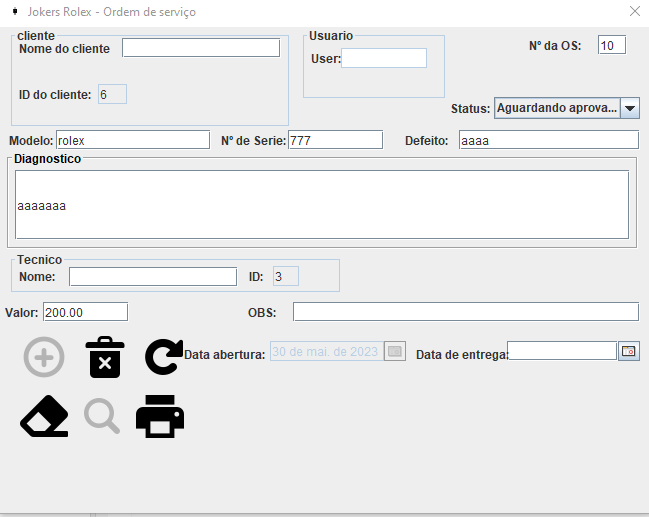 Jokers Rolex - Ordem de serviço
cliente
Nome do cliente
ID do cliente: 6
Usuario
User:
Nº da OS: 10
Status: Aguardando aprova...
Modelo: rolex
Nº de Serie: 777
Defeito: aaaa
Diagnostico
aaaaaaa
Tecnico
Nome:
ID: 3
Valor: 200.00
OBS:
Data abertura: 30 de mai. de 2023
Data de entrega: